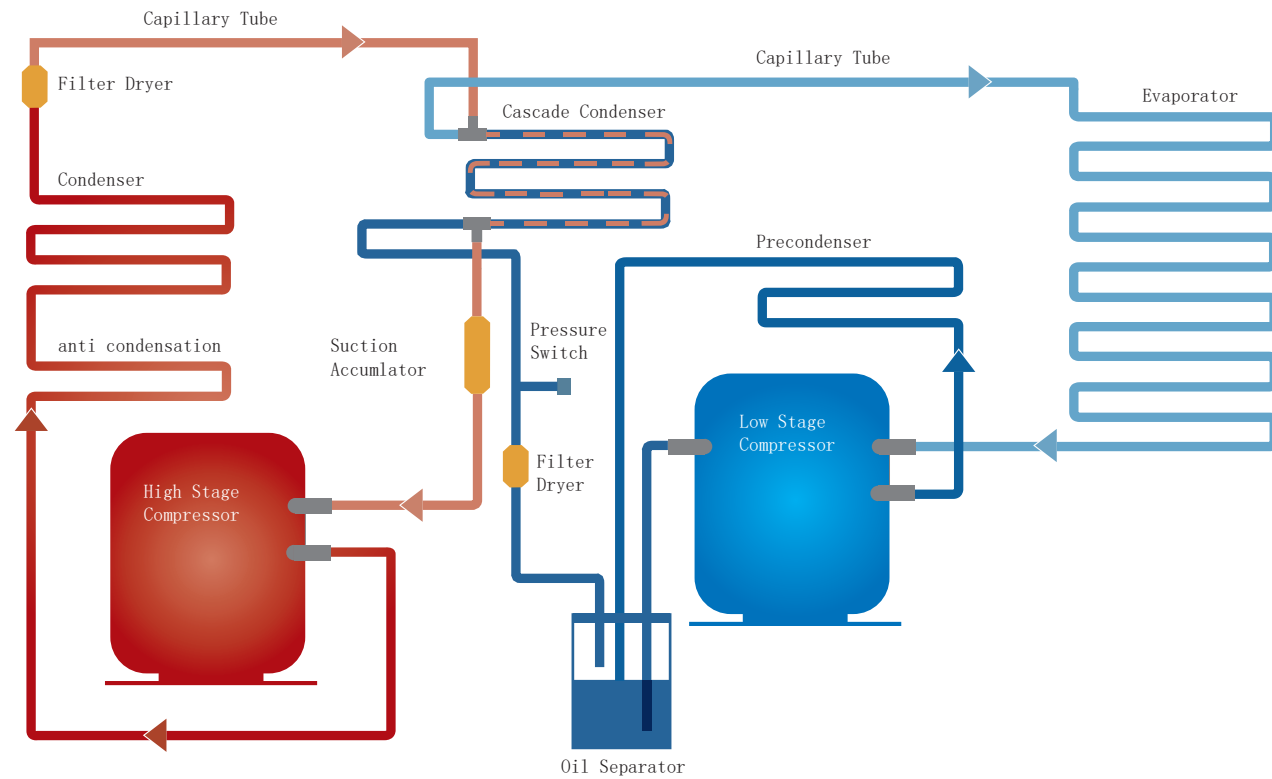 Capillary Tube
Capillary Tube
Filter Dryer
Evaporator
Cascade Condenser
Condenser
Precondenser
anti condensation
Suction
Accumlator
Pressure
Switch
Low Stage
Compressor
Filter
Dryer
High Stage
Compressor
Oil Separator